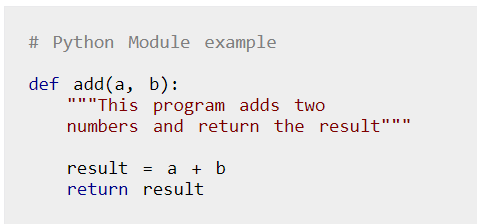 # Python Module example
def add(a, b):
"""This program adds two
numbers and return the result"""
result = a + b
return result